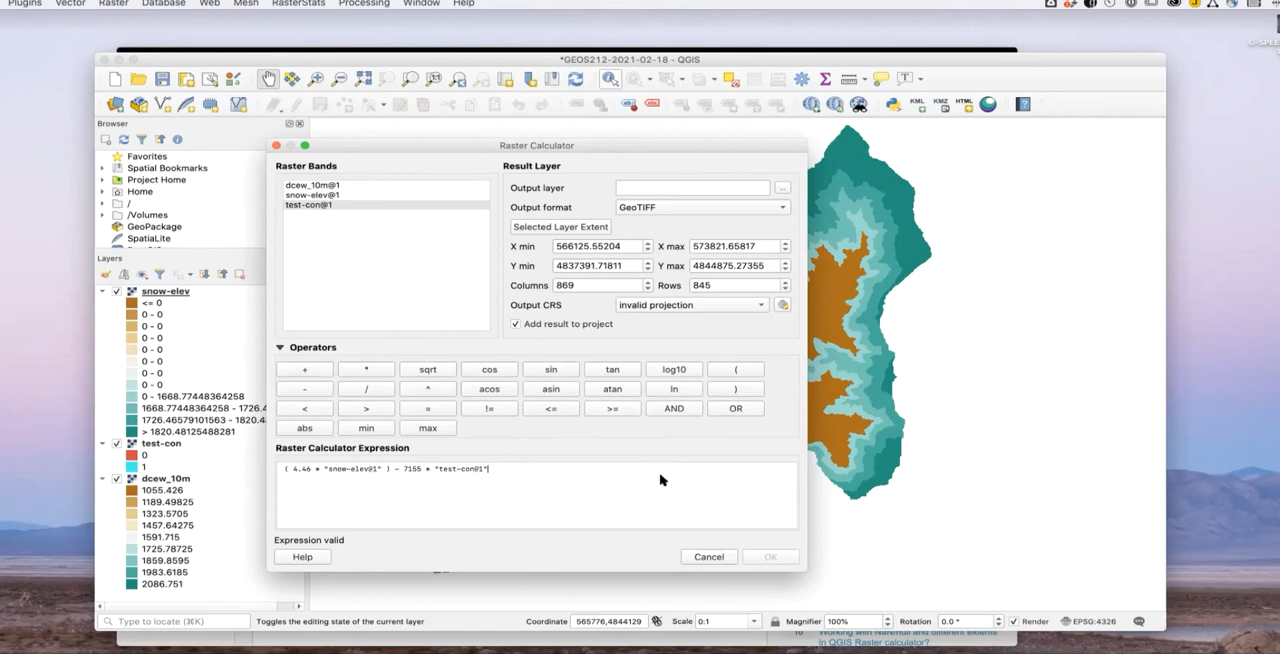 Plugins Vector Raster Database Web Mesh RasterStats Processing Window Help
*GEOS212-2021-02-18 - QGIS
KML KMZ HTML
Browser
Favorites
Spatial Bookmarks
Project Home
Home
/
/Volumes
GeoPackage
SpatiaLite
Layers
snow-elev
<= 0
0 - 0
0 - 0
0 - 0
0 - 0
0 - 0
0 - 0
0 - 0
0 - 1668.77448364258
1668.77448364258 - 1726.4
1726.46579101563 - 1820.4
> 1820.48125488281
test-con
0
1
dcew_10m
1055.426
1189.49825
1323.5705
1457.64275
1591.715
1725.78725
1859.8595
1983.6185
2086.751
Raster Calculator
Raster Bands
dcew_10m@1
snow-elev@1
test-con@1
Result Layer
Output layer ...
Output format GeoTIFF
Selected Layer Extent
X min 566125.55204 X max 573821.65817
Y min 4837391.71811 Y max 4844875.27355
Columns 869 Rows 845
Output CRS invalid projection
Add result to project
Operators
+ * sqrt cos sin tan log10 (
- / ^ acos asin atan ln )
< > = != <= >= AND OR
abs min max
Raster Calculator Expression
( 4.46 * "snow-elev@1" ) - 7155 * "test-con@1"
Expression valid
Help Cancel OK
Type to locate (⌘K) Toggles the editing state of the current layer Coordinate 565776,4844129 Scale 0:1 Magnifier 100% Rotation 0.0 ° Render EPSG:4326
in QGIS Raster calculator?